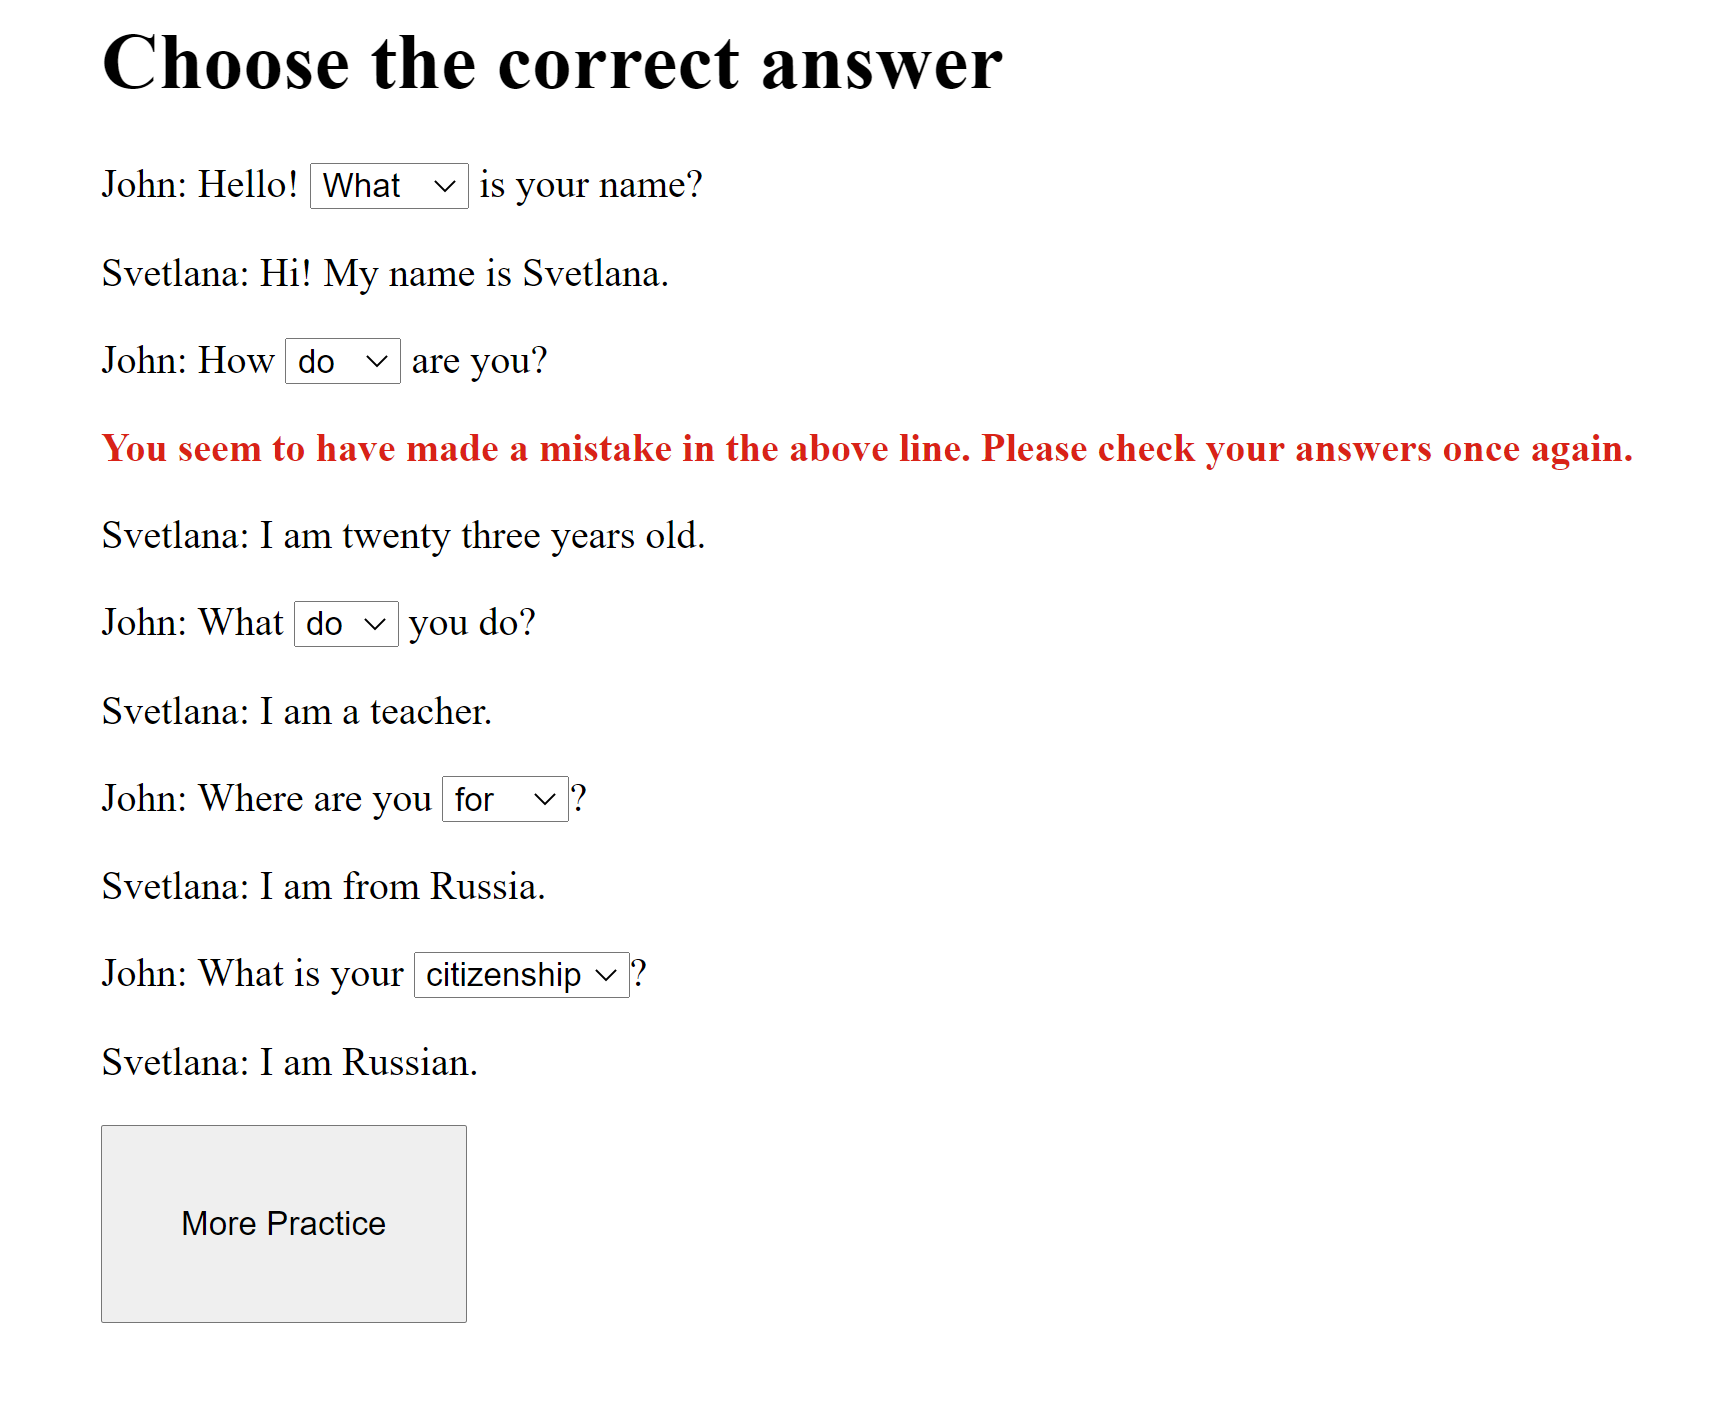 Choose the correct answer
John: Hello! What is your name?
Svetlana: Hi! My name is Svetlana.
John: How do are you?
You seem to have made a mistake in the above line. Please check your answers once again.
Svetlana: I am twenty three years old.
John: What do you do?
Svetlana: I am a teacher.
John: Where are you for?
Svetlana: I am from Russia.
John: What is your citizenship?
Svetlana: I am Russian.
More Practice